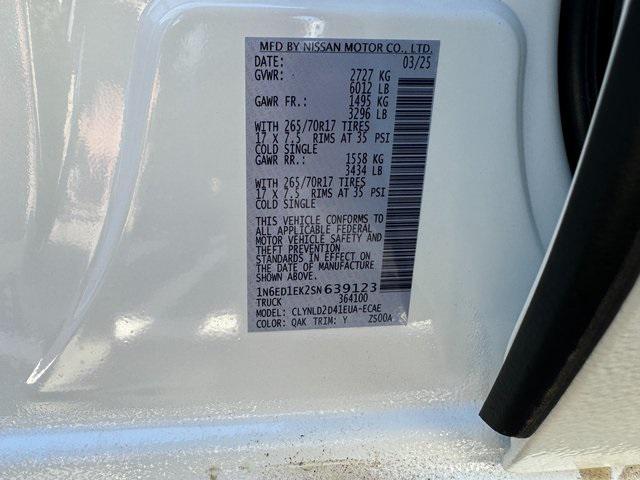 MFD BY NISSAN MOTOR CO., LTD.
DATE: 03/25
GVWR: 2727 KG
6012 LB
GAWR FR.: 1495 KG
3296 LB
WITH 265/70R17 TIRES
17 X 7.5 RIMS AT 35 PSI
COLD SINGLE
GAWR RR.: 1558 KG
3434 LB
WITH 265/70R17 TIRES
17 X 7.5 RIMS AT 35 PSI
COLD SINGLE
THIS VEHICLE CONFORMS TO
ALL APPLICABLE FEDERAL
MOTOR VEHICLE SAFETY AND
THEFT PREVENTION
STANDARDS IN EFFECT ON
THE DATE OF MANUFACTURE
SHOWN ABOVE.
1N6ED1EK2SN639123
TRUCK 364100
MODEL: CLYNLD2D41EUA-ECAE
COLOR: QAK TRIM: Y Z500A